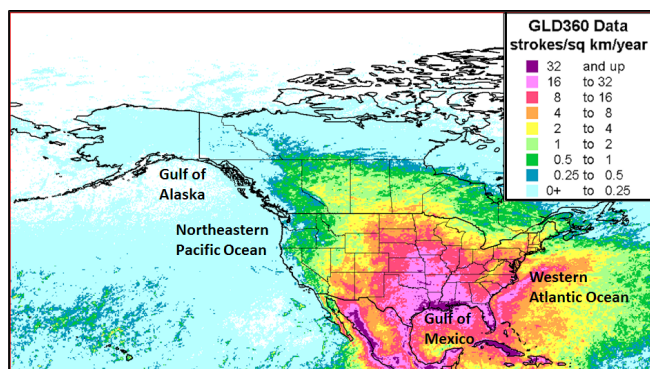 GLD360 Data
strokes/sq km/year
32 and up
16 to 32
8 to 16
4 to 8
2 to 4
1 to 2
0.5 to 1
0.25 to 0.5
0+ to 0.25
Gulf of
Alaska
Northeastern
Pacific Ocean
Western
Atlantic Ocean
Gulf of
Mexico